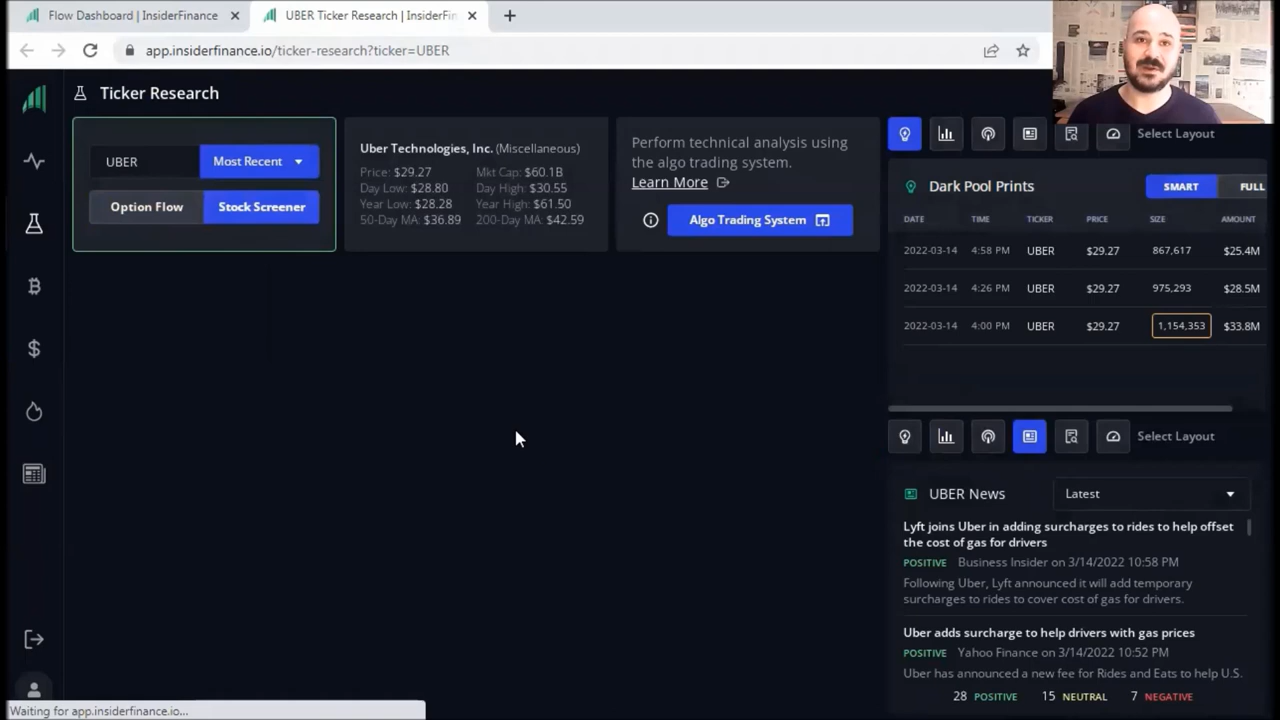 Flow Dashboard | InsiderFinance
UBER Ticker Research | InsiderFin
app.insiderfinance.io/ticker-research?ticker=UBER
Ticker Research
UBER
Most Recent
Option Flow
Stock Screener
Uber Technologies, Inc. (Miscellaneous)
Price: $29.27 Mkt Cap: $60.1B
Day Low: $28.80 Day High: $30.55
Year Low: $28.28 Year High: $61.50
50-Day MA: $36.89 200-Day MA: $42.59
Perform technical analysis using
the algo trading system.
Learn More
Algo Trading System
Select Layout
Dark Pool Prints
SMART
FULL
DATE TIME TICKER PRICE SIZE AMOUNT
2022-03-14 4:58 PM UBER $29.27 867,617 $25.4M
2022-03-14 4:26 PM UBER $29.27 975,293 $28.5M
2022-03-14 4:00 PM UBER $29.27 1,154,353 $33.8M
Select Layout
UBER News
Latest
Lyft joins Uber in adding surcharges to rides to help offset
the cost of gas for drivers
POSITIVE Business Insider on 3/14/2022 10:58 PM
Following Uber, Lyft announced it will add temporary
surcharges to rides to cover cost of gas for drivers.
Uber adds surcharge to help drivers with gas prices
POSITIVE Yahoo Finance on 3/14/2022 10:52 PM
Uber has announced a new fee for Rides and Eats to help U.S.
28 POSITIVE 15 NEUTRAL 7 NEGATIVE
Waiting for app.insiderfinance.io...